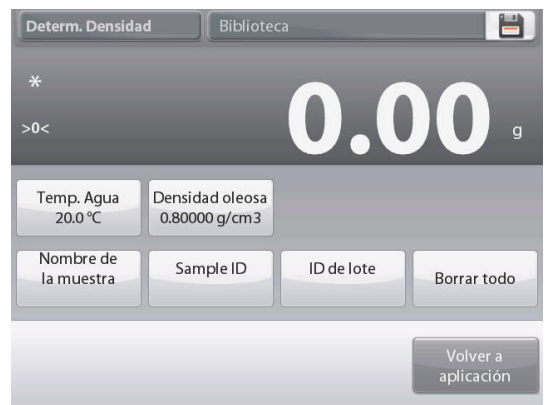 Determ. Densidad
Biblioteca
*
>0<
0.00 g
Temp. Agua
20.0 °C
Densidad oleosa
0.80000 g/cm3
Nombre de
la muestra
Sample ID
ID de lote
Borrar todo
Volver a
aplicación